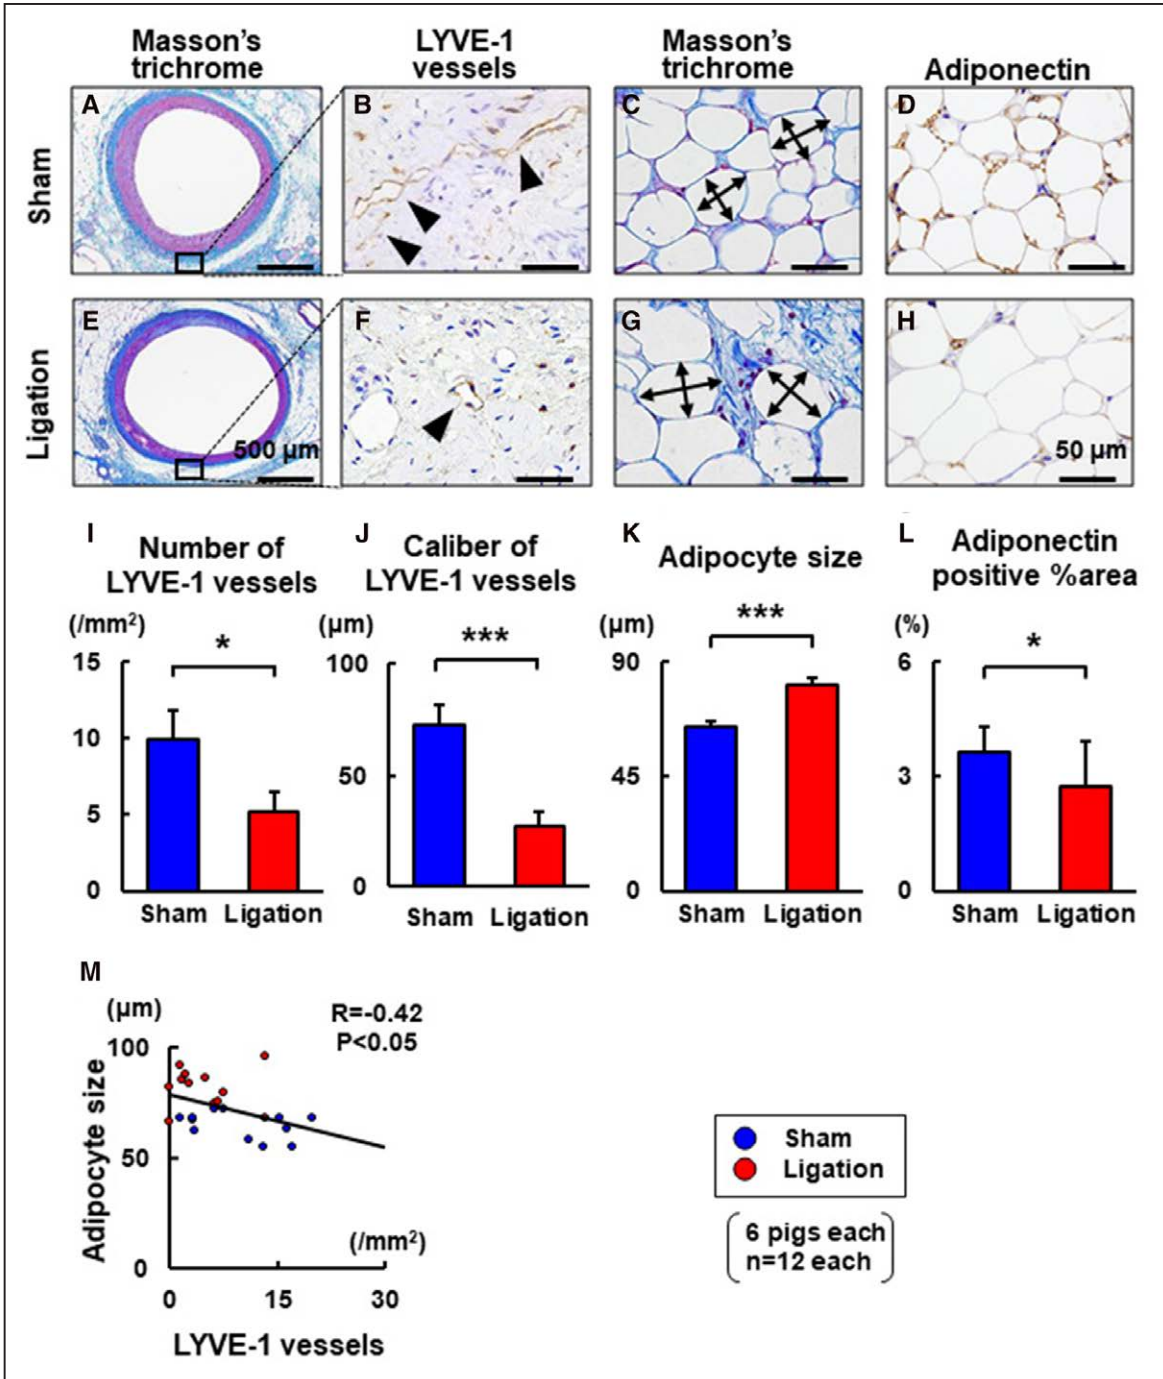 Masson's
trichrome
LYVE-1
vessels
Masson's
trichrome
Adiponectin
Sham
A
B
C
D
Ligation
E
500 µm
F
G
H
50 µm
I
Number of
LYVE-1 vessels
J
Caliber of
LYVE-1 vessels
K
Adipocyte size
L
Adiponectin
positive %area
(/mm²)
*
15
10
5
0
Sham Ligation
(µm)
***
100
50
0
Sham Ligation
(µm)
***
90
45
0
Sham Ligation
(%)
*
6
3
0
Sham Ligation
M
(µm)
R=-0.42
P<0.05
Adipocyte size
100
50
0
(/mm²)
0 15 30
LYVE-1 vessels
Sham
Ligation
6 pigs each
n=12 each